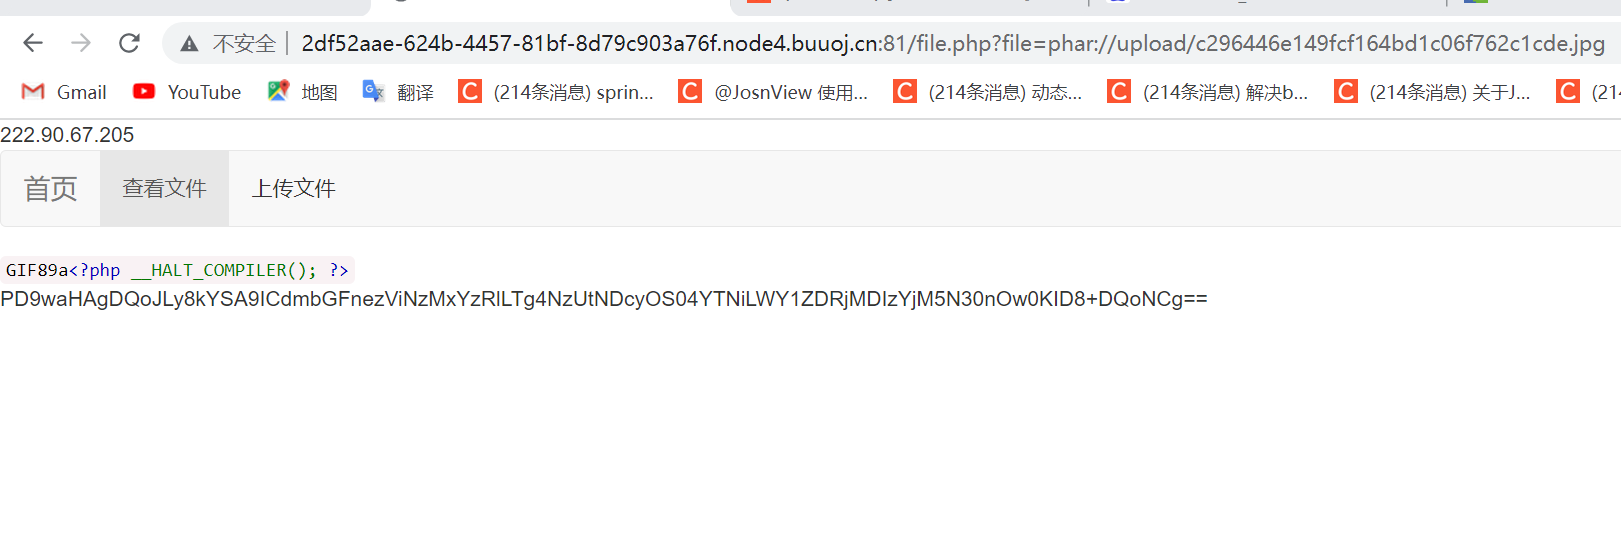 不安全 | 2df52aae-624b-4457-81bf-8d79c903a76f.node4.buuoj.cn:81/file.php?file=phar://upload/c296446e149fcf164bd1c06f762c1cde.jpg
Gmail YouTube 地图 翻译 (214条消息) sprin... @JosnView 使用... (214条消息) 动态... (214条消息) 解决b... (214条消息) 关于J...
222.90.67.205
首页 查看文件 上传文件
GIF89a<?php __HALT_COMPILER(); ?>
PD9waHAgDQoJLy8kYSA9ICdmbGFnezViNzMxYzRlLTg4NzUtNDcyOS04YTNiLWY1ZDRjMDIzYjM5N30nOw0KID8+DQoNCg==